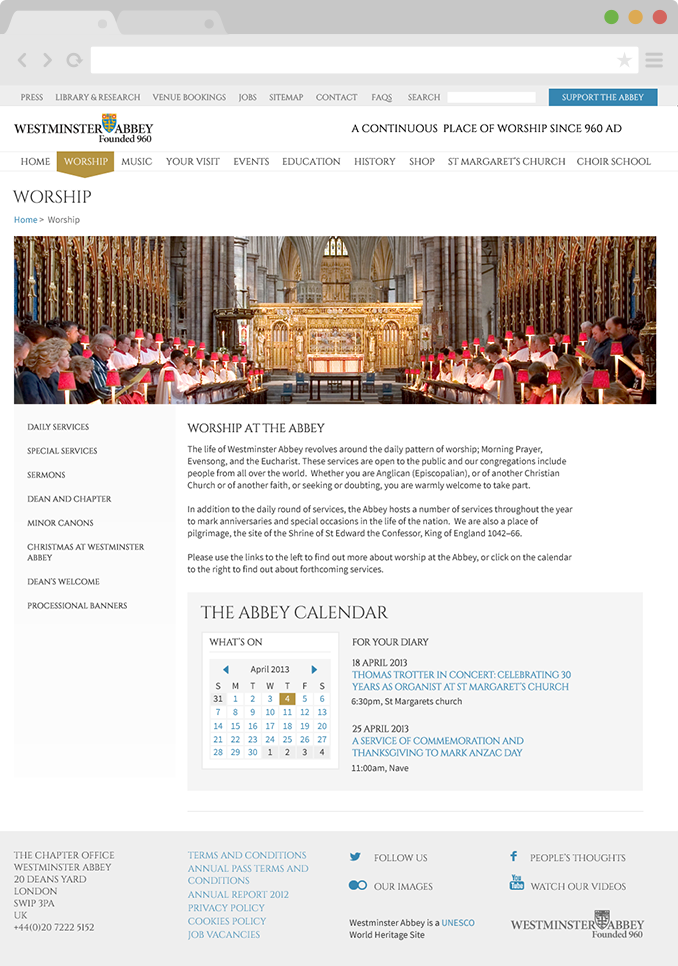 PRESS LIBRARY & RESEARCH VENUE BOOKINGS JOBS SITEMAP CONTACT FAQS SEARCH SUPPORT THE ABBEY
WESTMINSTER ABBEY
Founded 960
A CONTINUOUS PLACE OF WORSHIP SINCE 960 AD
HOME WORSHIP MUSIC YOUR VISIT EVENTS EDUCATION HISTORY SHOP ST MARGARET'S CHURCH CHOIR SCHOOL
WORSHIP
Home > Worship
DAILY SERVICES
SPECIAL SERVICES
SERMONS
DEAN AND CHAPTER
MINOR CANONS
CHRISTMAS AT WESTMINSTER
ABBEY
DEAN'S WELCOME
PROCESSIONAL BANNERS
WORSHIP AT THE ABBEY
The life of Westminster Abbey revolves around the daily pattern of worship; Morning Prayer,
Evensong, and the Eucharist. These services are open to the public and our congregations include
people from all over the world. Whether you are Anglican (Episcopalian), or of another Christian
Church or of another faith, or seeking or doubting, you are warmly welcome to take part.
In addition to the daily round of services, the Abbey hosts a number of services throughout the year
to mark anniversaries and special occasions in the life of the nation. We are also a place of
pilgrimage, the site of the Shrine of St Edward the Confessor, King of England 1042–66.
Please use the links to the left to find out more about worship at the Abbey, or click on the calendar
to the right to find out about forthcoming services.
THE ABBEY CALENDAR
WHAT'S ON
April 2013
S M T W T F S
31 1 2 3 4 5 6
7 8 9 10 11 12 13
14 15 16 17 18 19 20
21 22 23 24 25 26 27
28 29 30 1 2 3 4
FOR YOUR DIARY
18 APRIL 2013
THOMAS TROTTER IN CONCERT: CELEBRATING 30
YEARS AS ORGANIST AT ST MARGARET'S CHURCH
6:30pm, St Margarets church
25 APRIL 2013
A SERVICE OF COMMEMORATION AND
THANKSGIVING TO MARK ANZAC DAY
11:00am, Nave
THE CHAPTER OFFICE
WESTMINSTER ABBEY
20 DEANS YARD
LONDON
SW1P 3PA
UK
+44(0)20 7222 5152
TERMS AND CONDITIONS
ANNUAL PASS TERMS AND
CONDITIONS
ANNUAL REPORT 2012
PRIVACY POLICY
COOKIES POLICY
JOB VACANCIES
FOLLOW US
OUR IMAGES
Westminster Abbey is a UNESCO
World Heritage Site
PEOPLE'S THOUGHTS
You Tube
WATCH OUR VIDEOS
WESTMINSTER ABBEY
Founded 960